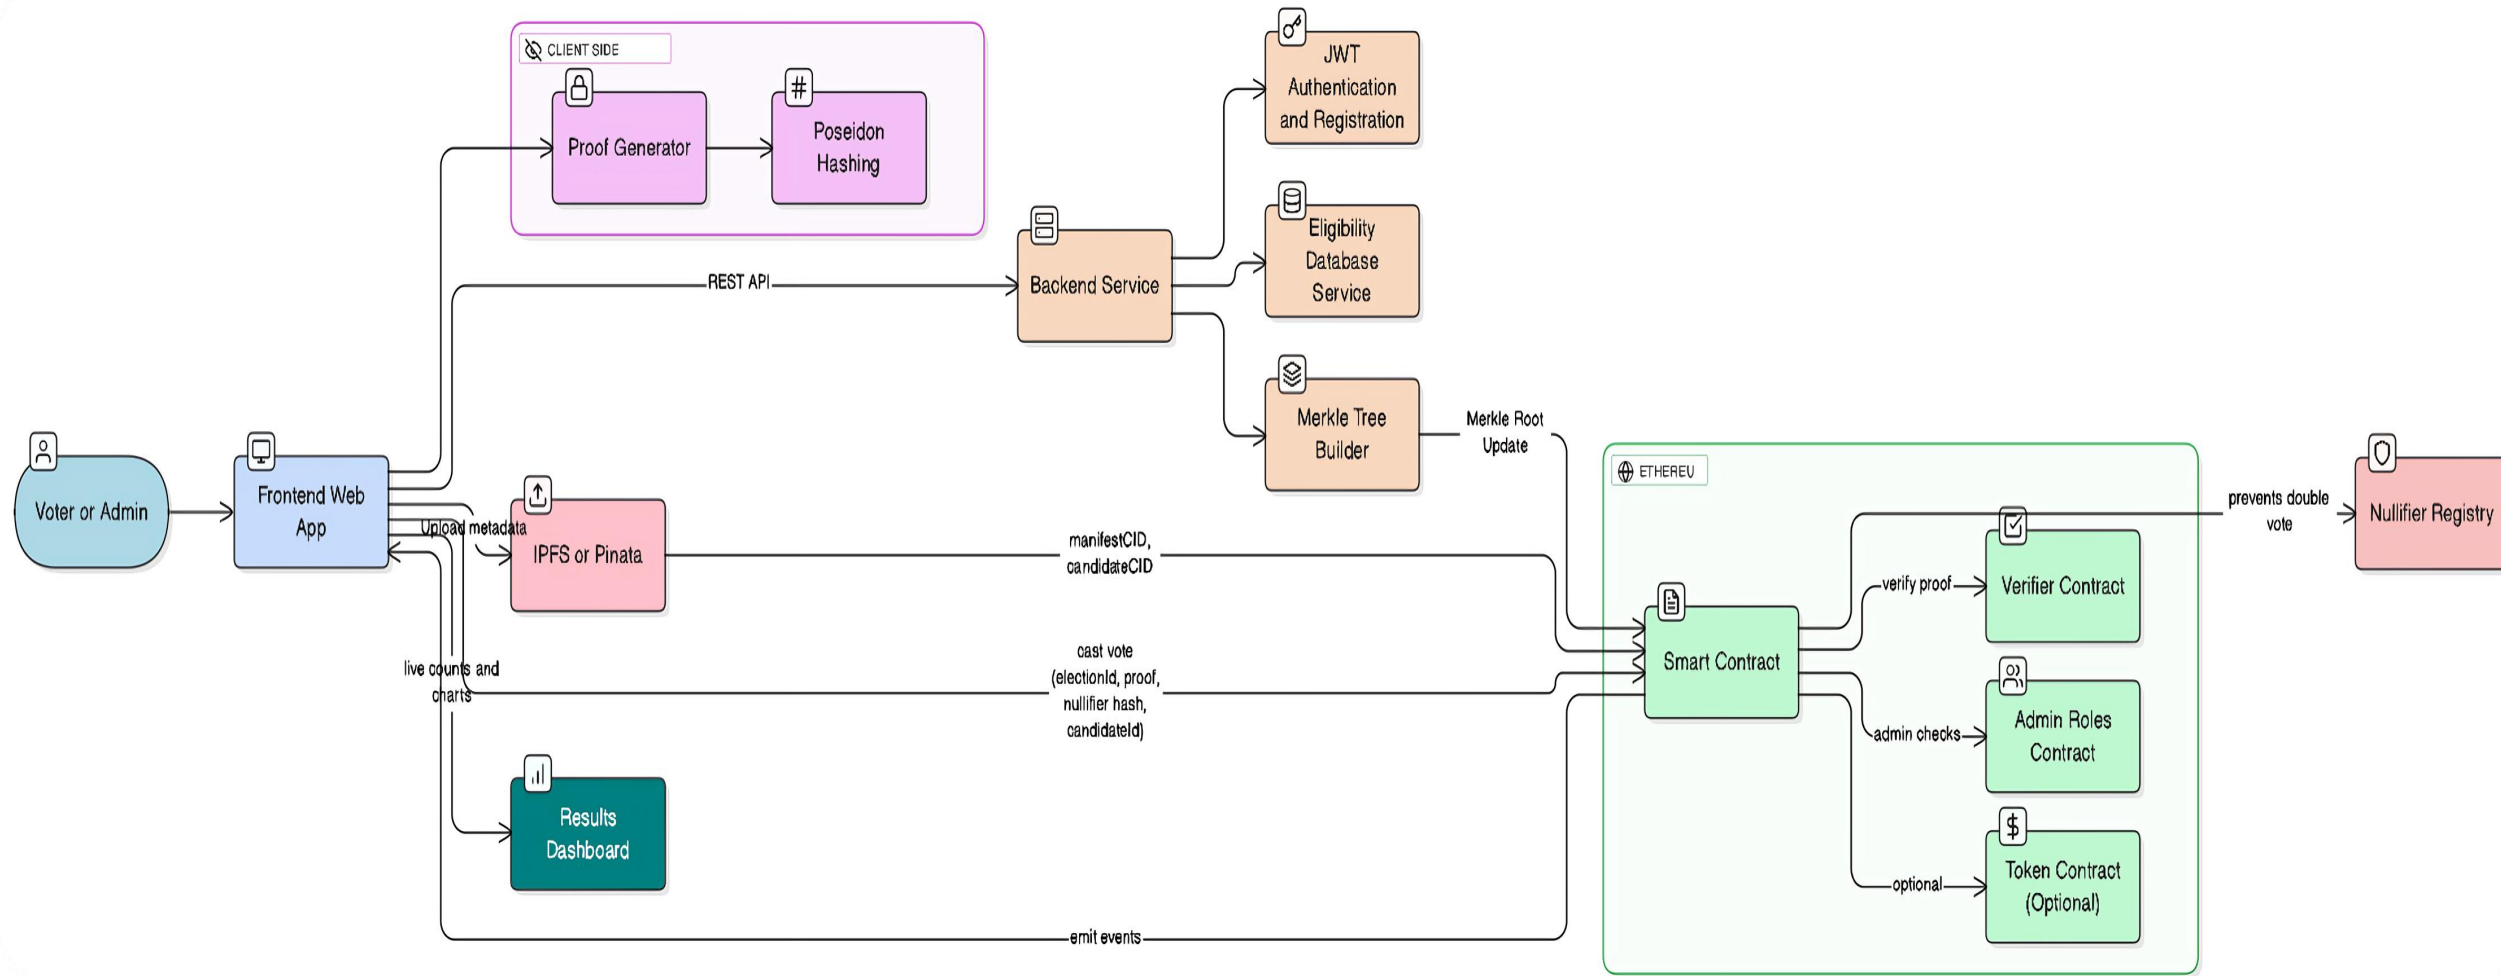 CLIENT SIDE
Proof Generator
#
Poseidon
Hashing
JWT
Authentication
and Registration
Eligibility
Database
Service
REST API
Backend Service
Merkle Tree
Builder
Merkle Root
Update
Voter or Admin
Frontend Web
App
Upload metadata
IPFS or Pinata
manifestCID,
candidateCID
live counts and
charts
cast vote
(electionId, proof,
nullifier hash,
candidateId)
Results
Dashboard
emit events
ETHEREU
Smart Contract
verify proof
Verifier Contract
admin checks
Admin Roles
Contract
optional
$
Token Contract
(Optional)
prevents double
vote
Nullifier Registry